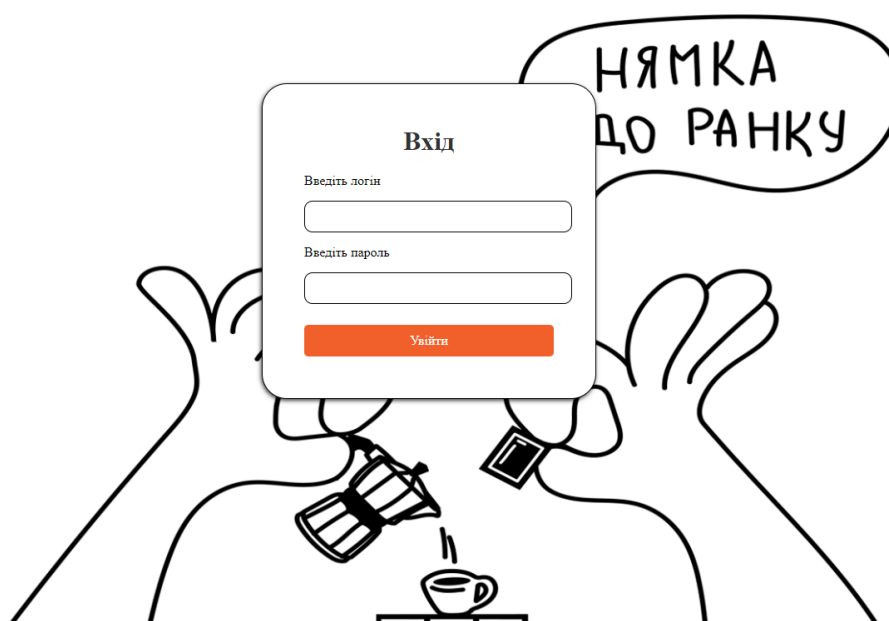 НЯМКА
ДО РАНКУ
Вхід
Введіть логін
Введіть пароль
Увійти